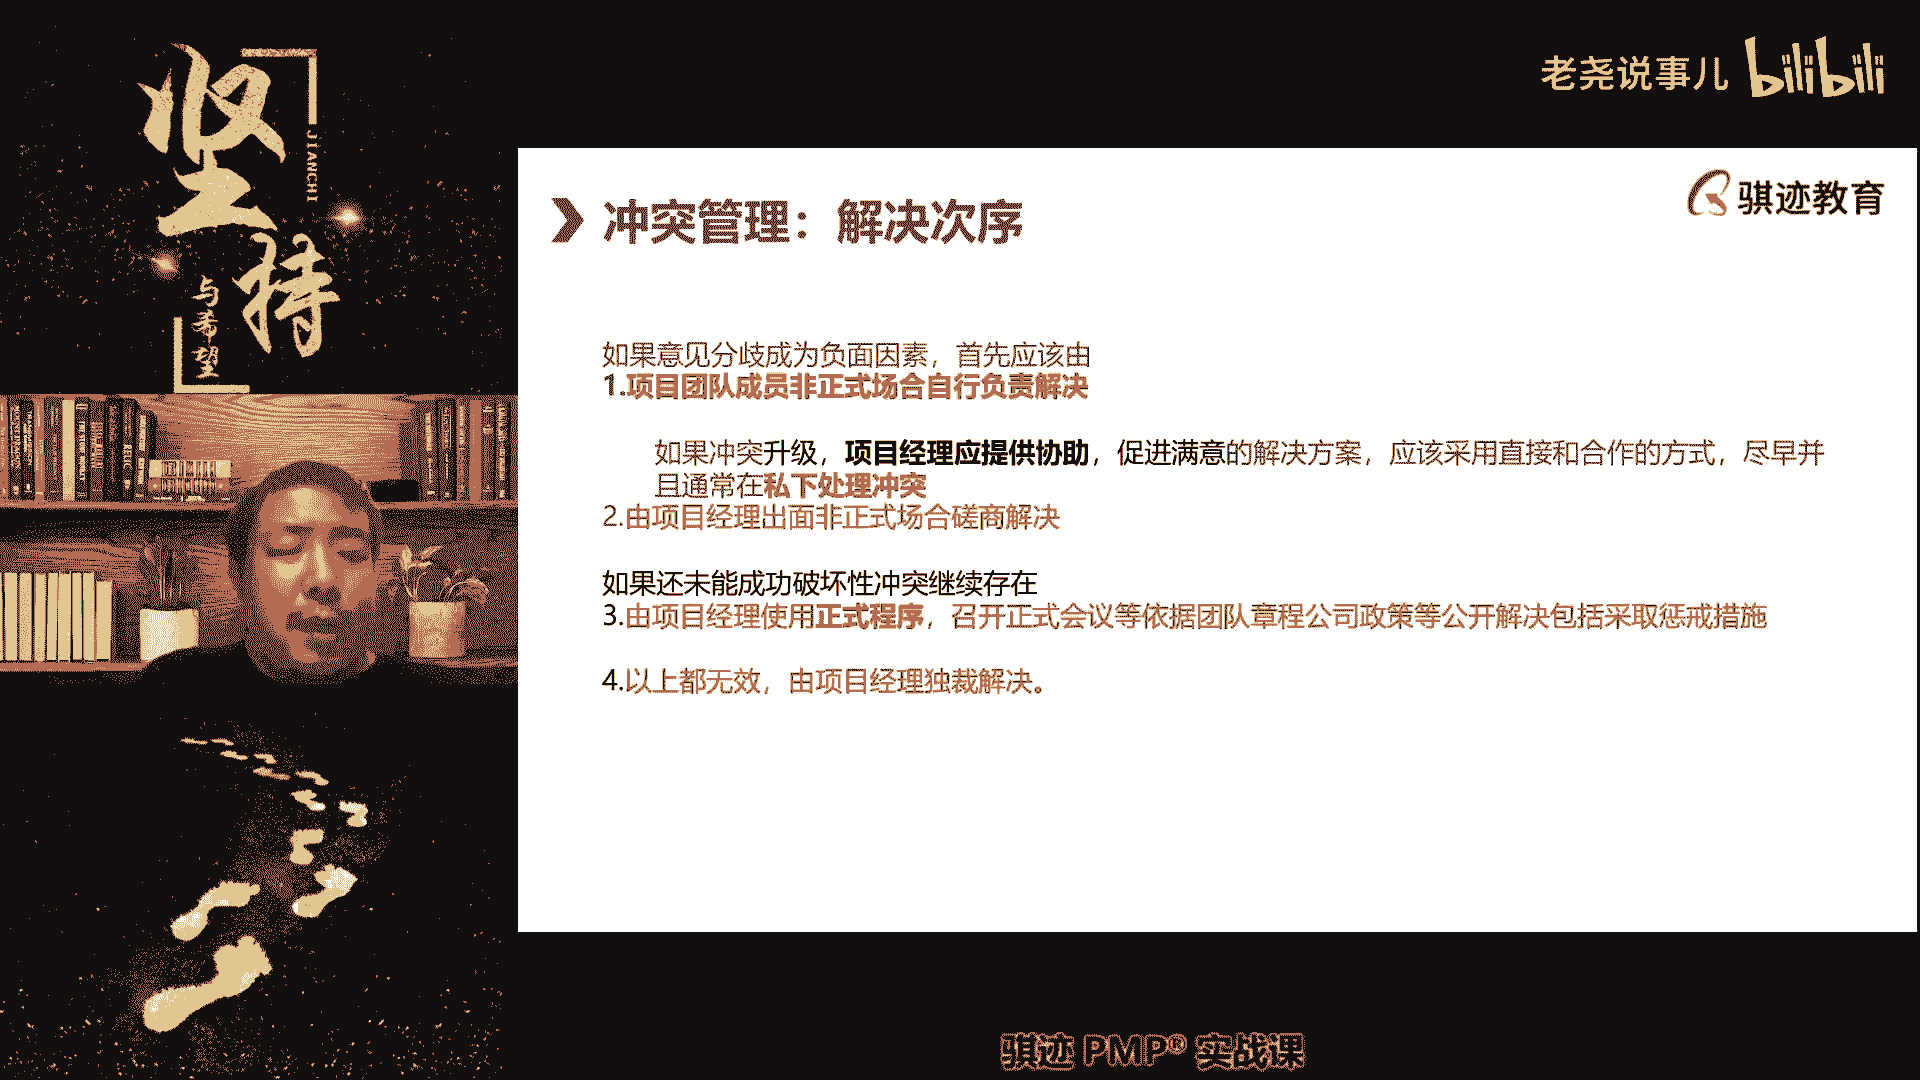 坚持
JIANCHI
与希望
老尧说事儿 bilibili
骐迹教育
冲突管理：解决次序
如果意见分歧成为负面因素，首先应该由
1.项目团队成员非正式场合自行负责解决
如果冲突升级，项目经理应提供协助，促进满意的解决方案，应该采用直接和合作的方式，尽早并
且通常在私下处理冲突
2.由项目经理出面非正式场合磋商解决
如果还未能成功破坏性冲突继续存在
3.由项目经理使用正式程序，召开正式会议等依据团队章程公司政策等公开解决包括采取惩戒措施
4.以上都无效，由项目经理独裁解决。
骐迹 PMP® 实战课